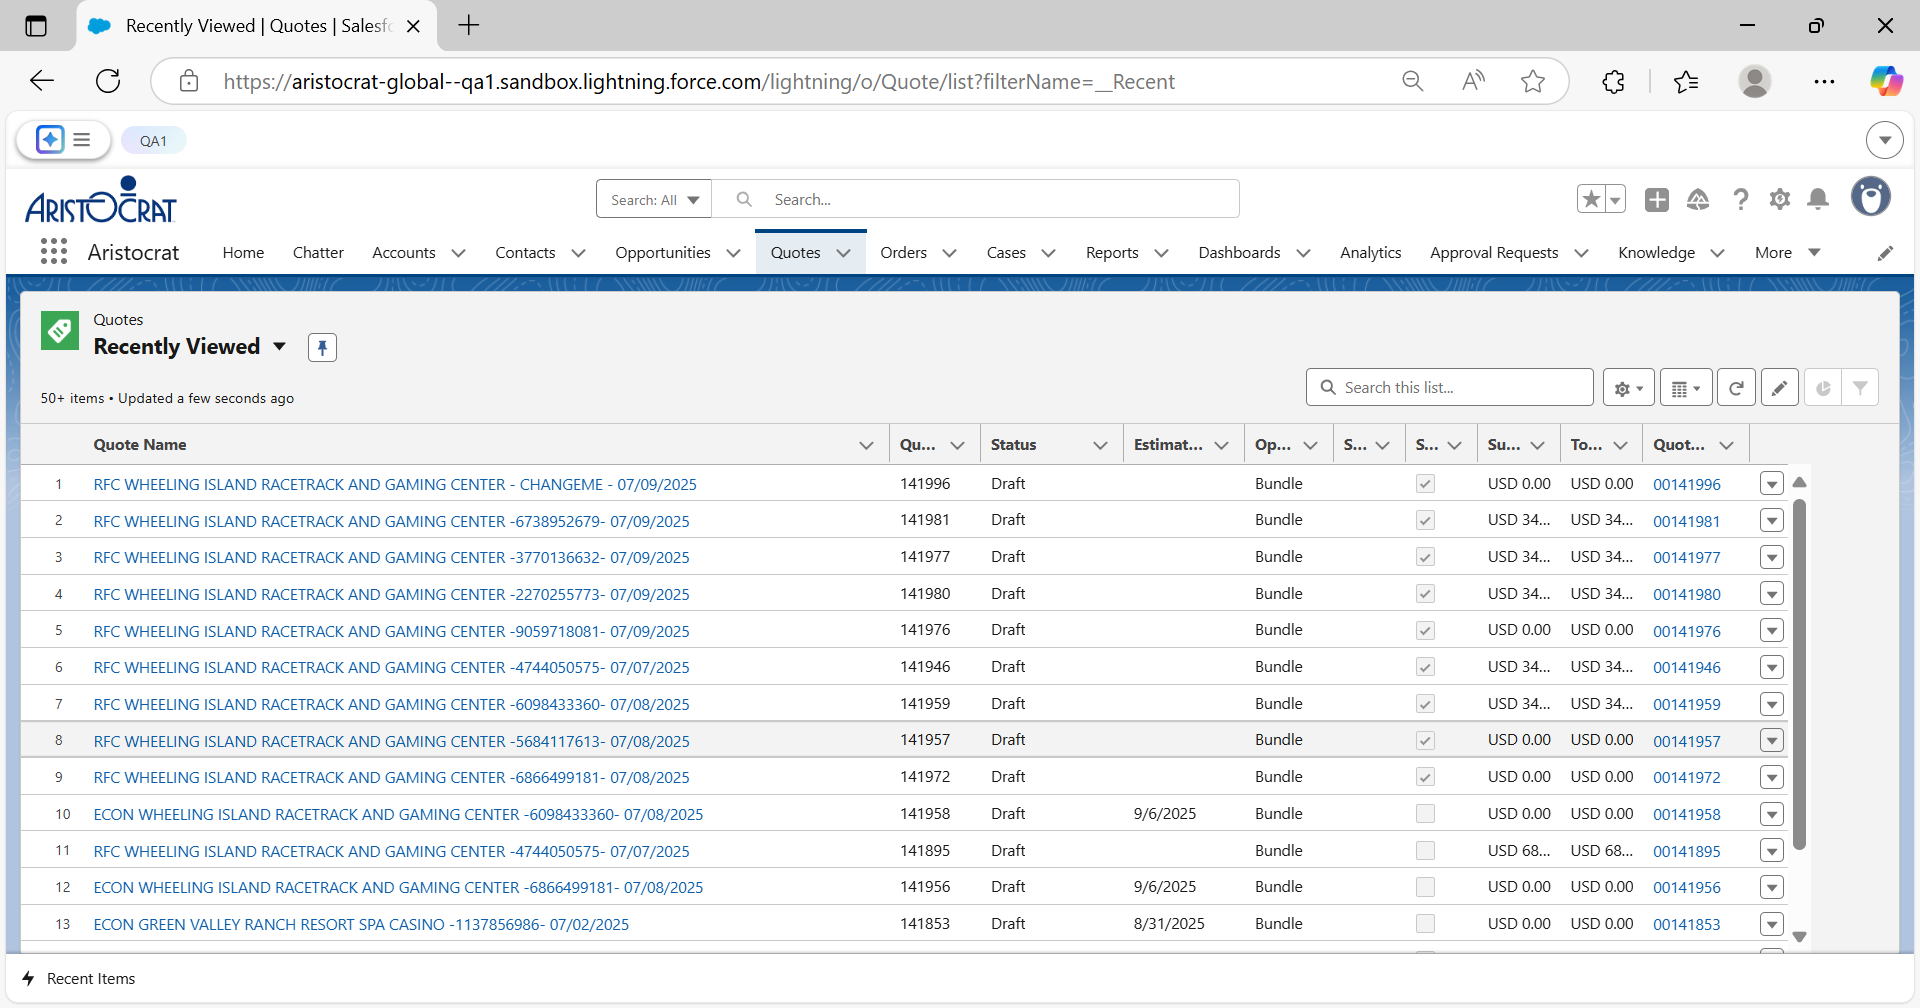 Recently Viewed | Quotes | Salesfo
https://aristocrat-global--qa1.sandbox.lightning.force.com/lightning/o/Quote/list?filterName=__Recent
QA1
ARISTOCRAT
Search: All
Search...
Aristocrat
Home
Chatter
Accounts
Contacts
Opportunities
Quotes
Orders
Cases
Reports
Dashboards
Analytics
Approval Requests
Knowledge
More
Quotes
Recently Viewed
50+ items • Updated a few seconds ago
Search this list...
Quote Name Qu... Status Estimat... Op... S... S... Su... To... Quot...
1 RFC WHEELING ISLAND RACETRACK AND GAMING CENTER - CHANGEME - 07/09/2025 141996 Draft Bundle USD 0.00 USD 0.00 00141996
2 RFC WHEELING ISLAND RACETRACK AND GAMING CENTER -6738952679- 07/09/2025 141981 Draft Bundle USD 34... USD 34... 00141981
3 RFC WHEELING ISLAND RACETRACK AND GAMING CENTER -3770136632- 07/09/2025 141977 Draft Bundle USD 34... USD 34... 00141977
4 RFC WHEELING ISLAND RACETRACK AND GAMING CENTER -2270255773- 07/09/2025 141980 Draft Bundle USD 34... USD 34... 00141980
5 RFC WHEELING ISLAND RACETRACK AND GAMING CENTER -9059718081- 07/09/2025 141976 Draft Bundle USD 0.00 USD 0.00 00141976
6 RFC WHEELING ISLAND RACETRACK AND GAMING CENTER -4744050575- 07/07/2025 141946 Draft Bundle USD 34... USD 34... 00141946
7 RFC WHEELING ISLAND RACETRACK AND GAMING CENTER -6098433360- 07/08/2025 141959 Draft Bundle USD 34... USD 34... 00141959
8 RFC WHEELING ISLAND RACETRACK AND GAMING CENTER -5684117613- 07/08/2025 141957 Draft Bundle USD 0.00 USD 0.00 00141957
9 RFC WHEELING ISLAND RACETRACK AND GAMING CENTER -6866499181- 07/08/2025 141972 Draft Bundle USD 0.00 USD 0.00 00141972
10 ECON WHEELING ISLAND RACETRACK AND GAMING CENTER -6098433360- 07/08/2025 141958 Draft 9/6/2025 Bundle USD 0.00 USD 0.00 00141958
11 RFC WHEELING ISLAND RACETRACK AND GAMING CENTER -4744050575- 07/07/2025 141895 Draft Bundle USD 68... USD 68... 00141895
12 ECON WHEELING ISLAND RACETRACK AND GAMING CENTER -6866499181- 07/08/2025 141956 Draft 9/6/2025 Bundle USD 0.00 USD 0.00 00141956
13 ECON GREEN VALLEY RANCH RESORT SPA CASINO -1137856986- 07/02/2025 141853 Draft 8/31/2025 Bundle USD 0.00 USD 0.00 00141853
Recent Items